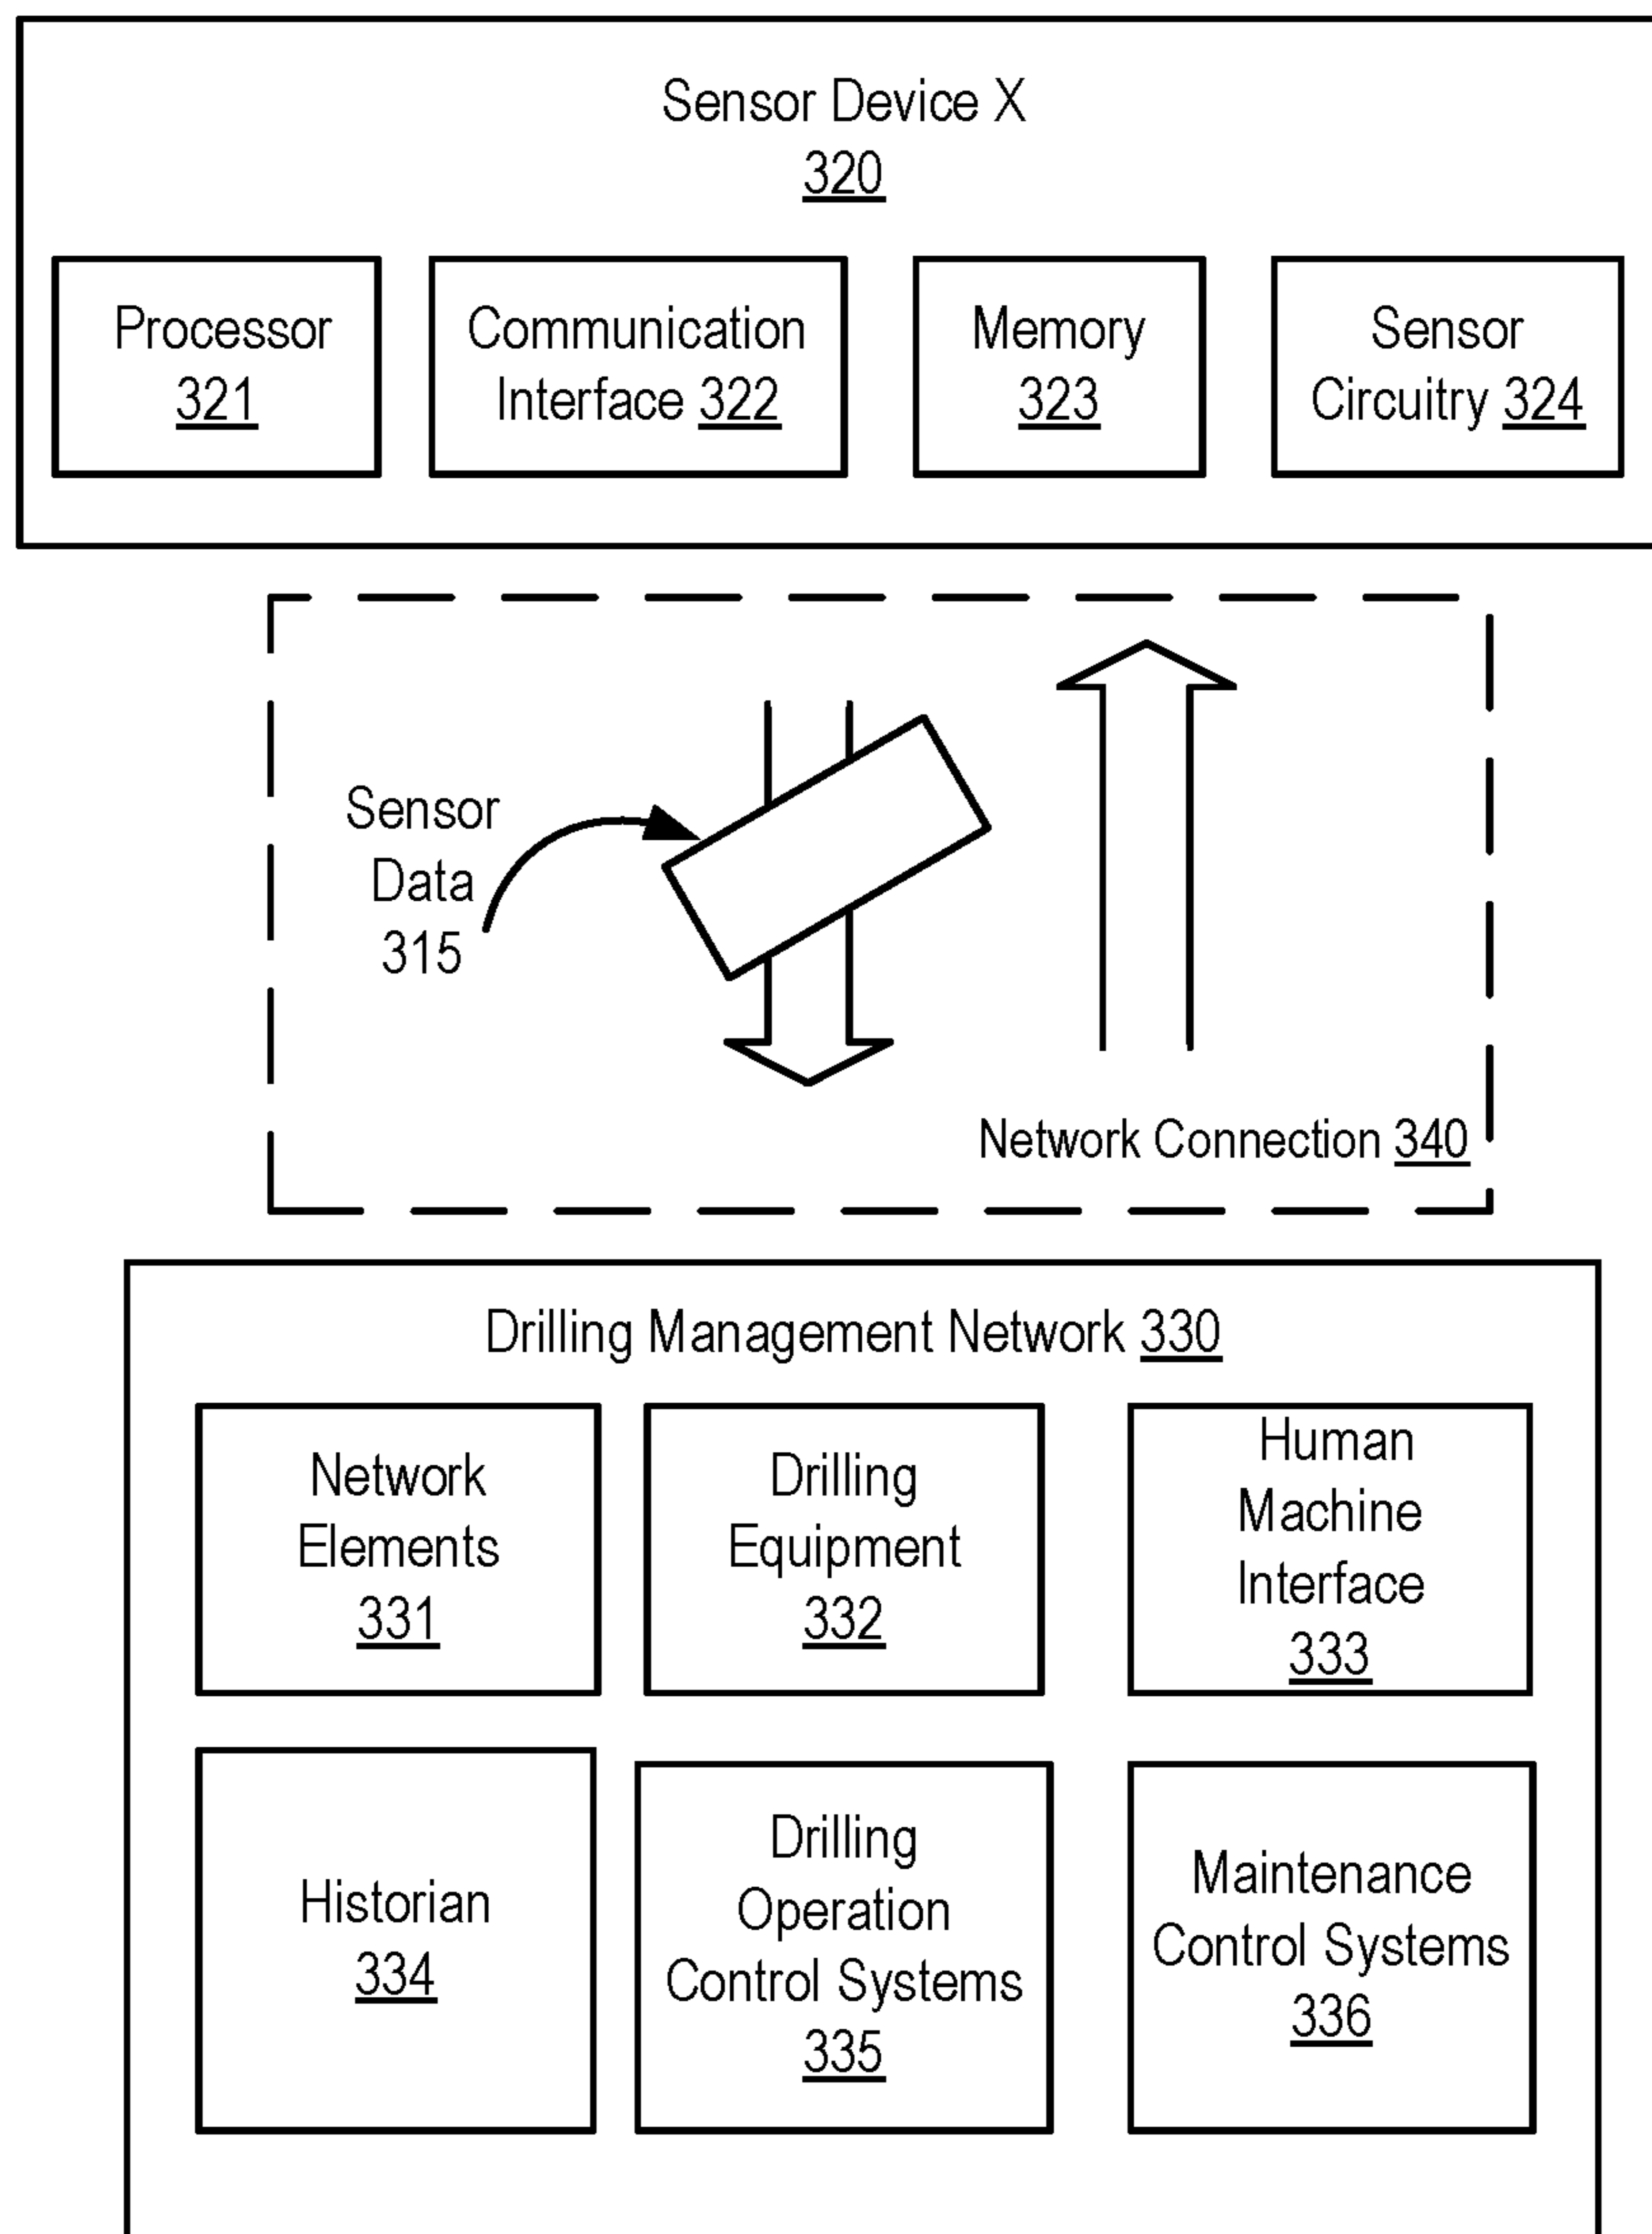 Sensor Device X
320
Processor
321
Communication
Interface 322
Memory
323
Sensor
Circuitry 324
Sensor
Data
315
Network Connection 340
Drilling Management Network 330
Network
Elements
331
Drilling
Equipment
332
Human
Machine
Interface
333
Historian
334
Drilling
Operation
Control Systems
335
Maintenance
Control Systems
336